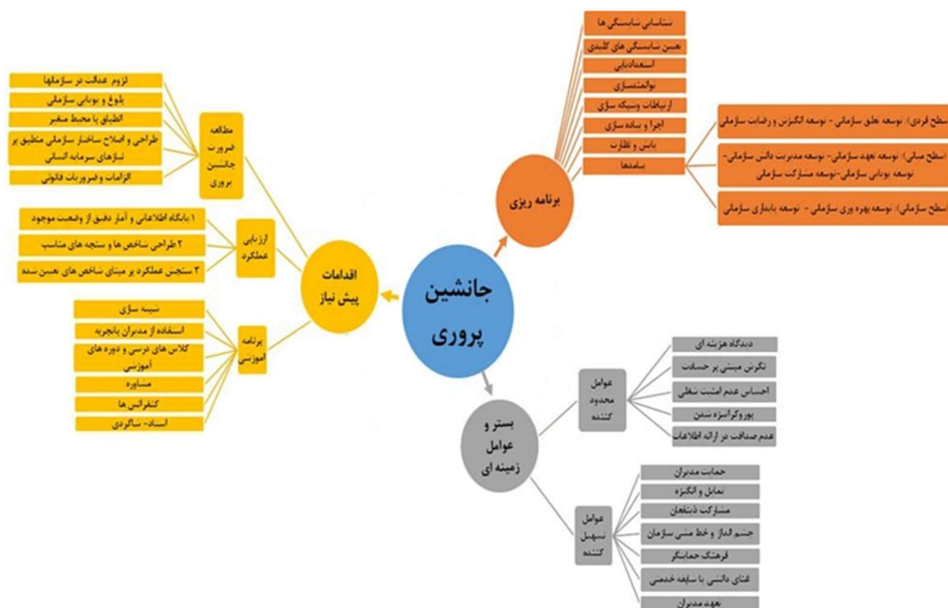 جانشین
پروری
برنامه ریزی
شناسایی شایستگی ها
تعیین شایستگی های کلیدی
استعدادیابی
توانمندسازی
ارتباطات وشبکه سازی
اجرا و پیاده سازی
پایش و نظارت
پیامدها
سطح فردی): توسعه تعلق سازمانی - توسعه انگیزش و رضایت سازمانی
سطح میانی): توسعه تعهد سازمانی - توسعه مدیریت دانش سازمانی-
توسعه پویایی سازمانی-توسعه مشارکت سازمانی
سطح سازمانی): توسعه بهره وری سازمانی - توسعه پایداری سازمانی
اقدامات
پیش نیاز
مطالعه
ضرورت
جانشین
پروری
لزوم عدالت در سازمانها
بلوغ و پویایی سازمانی
انطباق با محیط متغیر
طراحی و اصلاح ساختار سازمانی منطبق بر
نیازهای سرمایه انسانی
الزامات و ضروریات قانونی
ارزیابی
عملکرد
۱.پایگاه اطلاعاتی و آمار دقیق از وضعیت موجود
۲.طراحی شاخص ها و سنجه های مناسب
۳.سنجش عملکرد بر مبنای شاخص های تعیین شده
برنامه
آموزشی
شبیه سازی
استفاده از مدیران باتجربه
کلاس های درسی و دوره های
آموزشی
مشاوره
کنفرانس ها
استاد- شاگردی
بستر و
عوامل
زمینه ای
عوامل
محدود
کننده
دیدگاه هزینه ای
نگرش مبتنی بر حسادت
احساس عدم امنیت شغلی
بوروکراتیزه شدن
عدم صداقت در ارائه اطلاعات
عوامل
تسهیل
کننده
حمایت مدیران
تمایل و انگیزه
مشارکت ذینفعان
چشم انداز و خط مشی سازمان
فرهنگ حمایتگر
غنای دانشی با سابقه خدمتی
تعهد مدیران